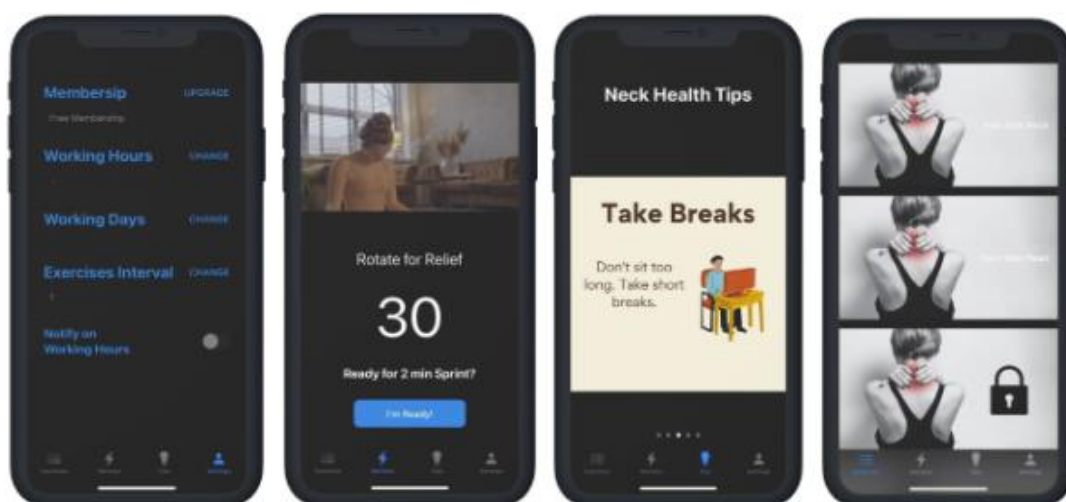 Membersip
UPGRADE
Free Membership
Working Hours
CHANGE
Working Days
CHANGE
Exercises Interval
CHANGE
Notify on
Working Hours
Rotate for Relief
30
Ready for 2 min Sprint?
I'm Ready!
Neck Health Tips
Take Breaks
Don't sit too
long. Take short
breaks.